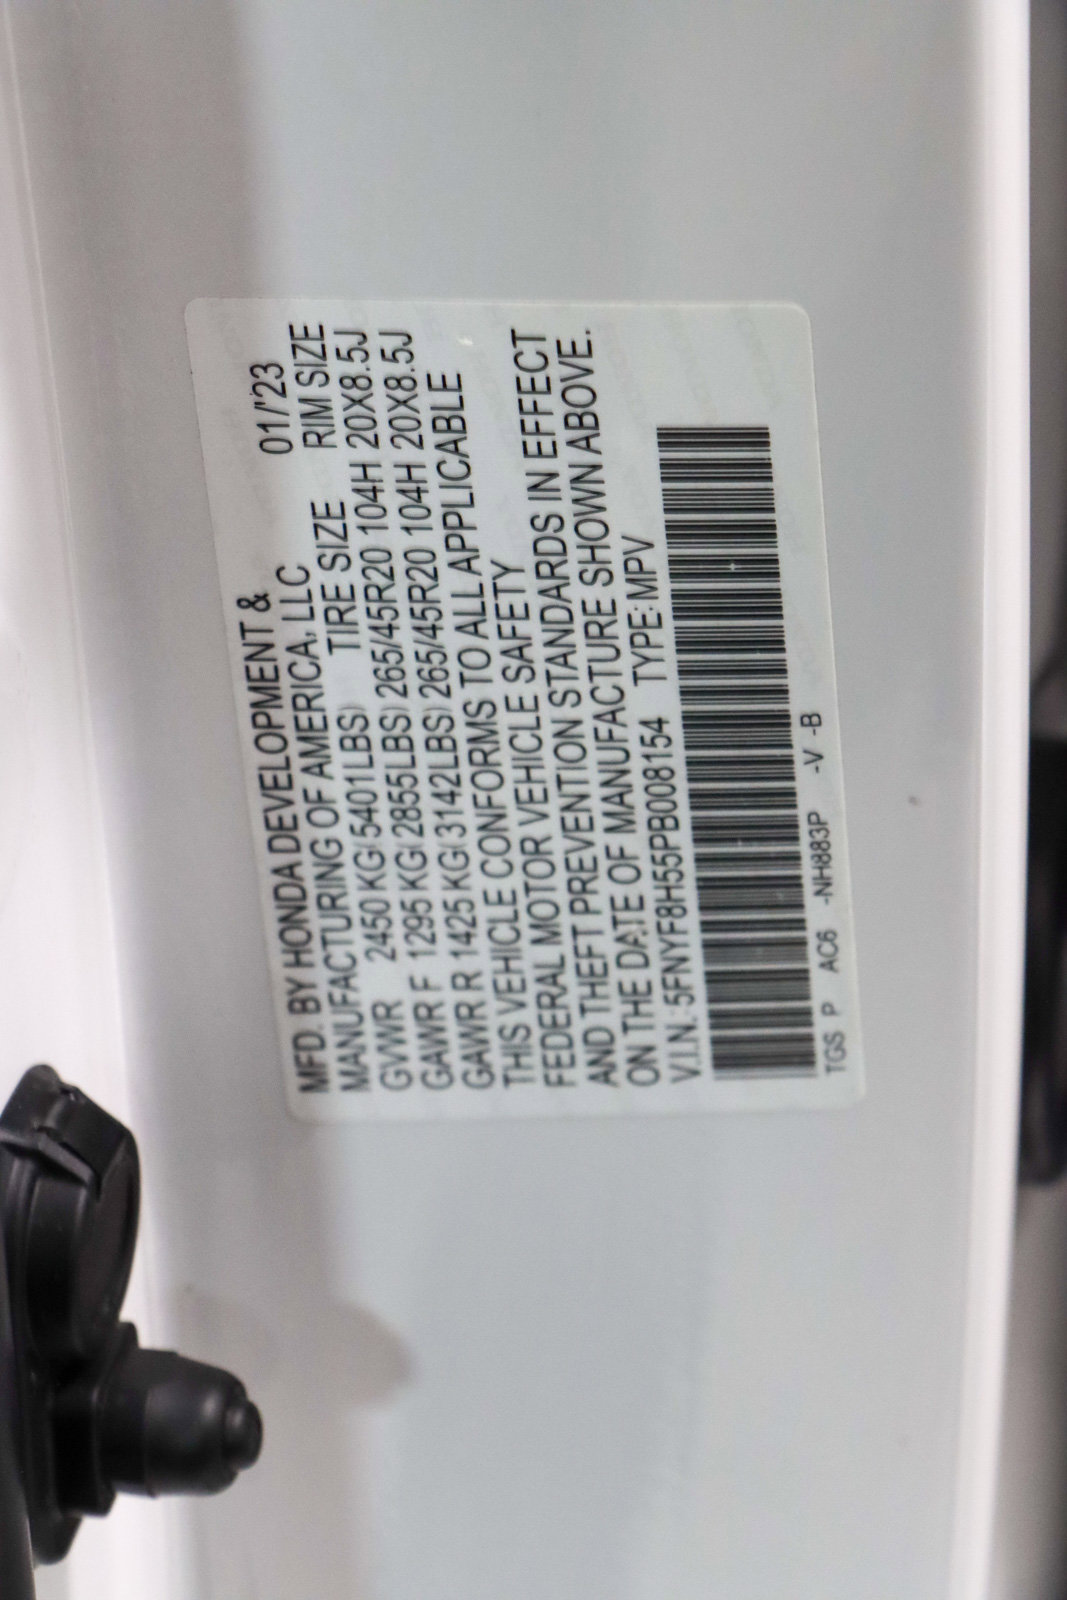 MFD. BY HONDA DEVELOPMENT & 01/'23
MANUFACTURING OF AMERICA, LLC RIM SIZE
TIRE SIZE
GVWR 2450 KG(5401LBS) 265/45R20 104H 20X8.5J
GAWR F 1295 KG(2855LBS) 265/45R20 104H 20X8.5J
GAWR R 1425 KG(3142LBS)
THIS VEHICLE CONFORMS TO ALL APPLICABLE
FEDERAL MOTOR VEHICLE SAFETY
AND THEFT PREVENTION STANDARDS IN EFFECT
ON THE DATE OF MANUFACTURE SHOWN ABOVE.
V.I.N.: 5FNYF8H55PB008154 TYPE: MPV
TGS P AC6 -NH883P -V -B